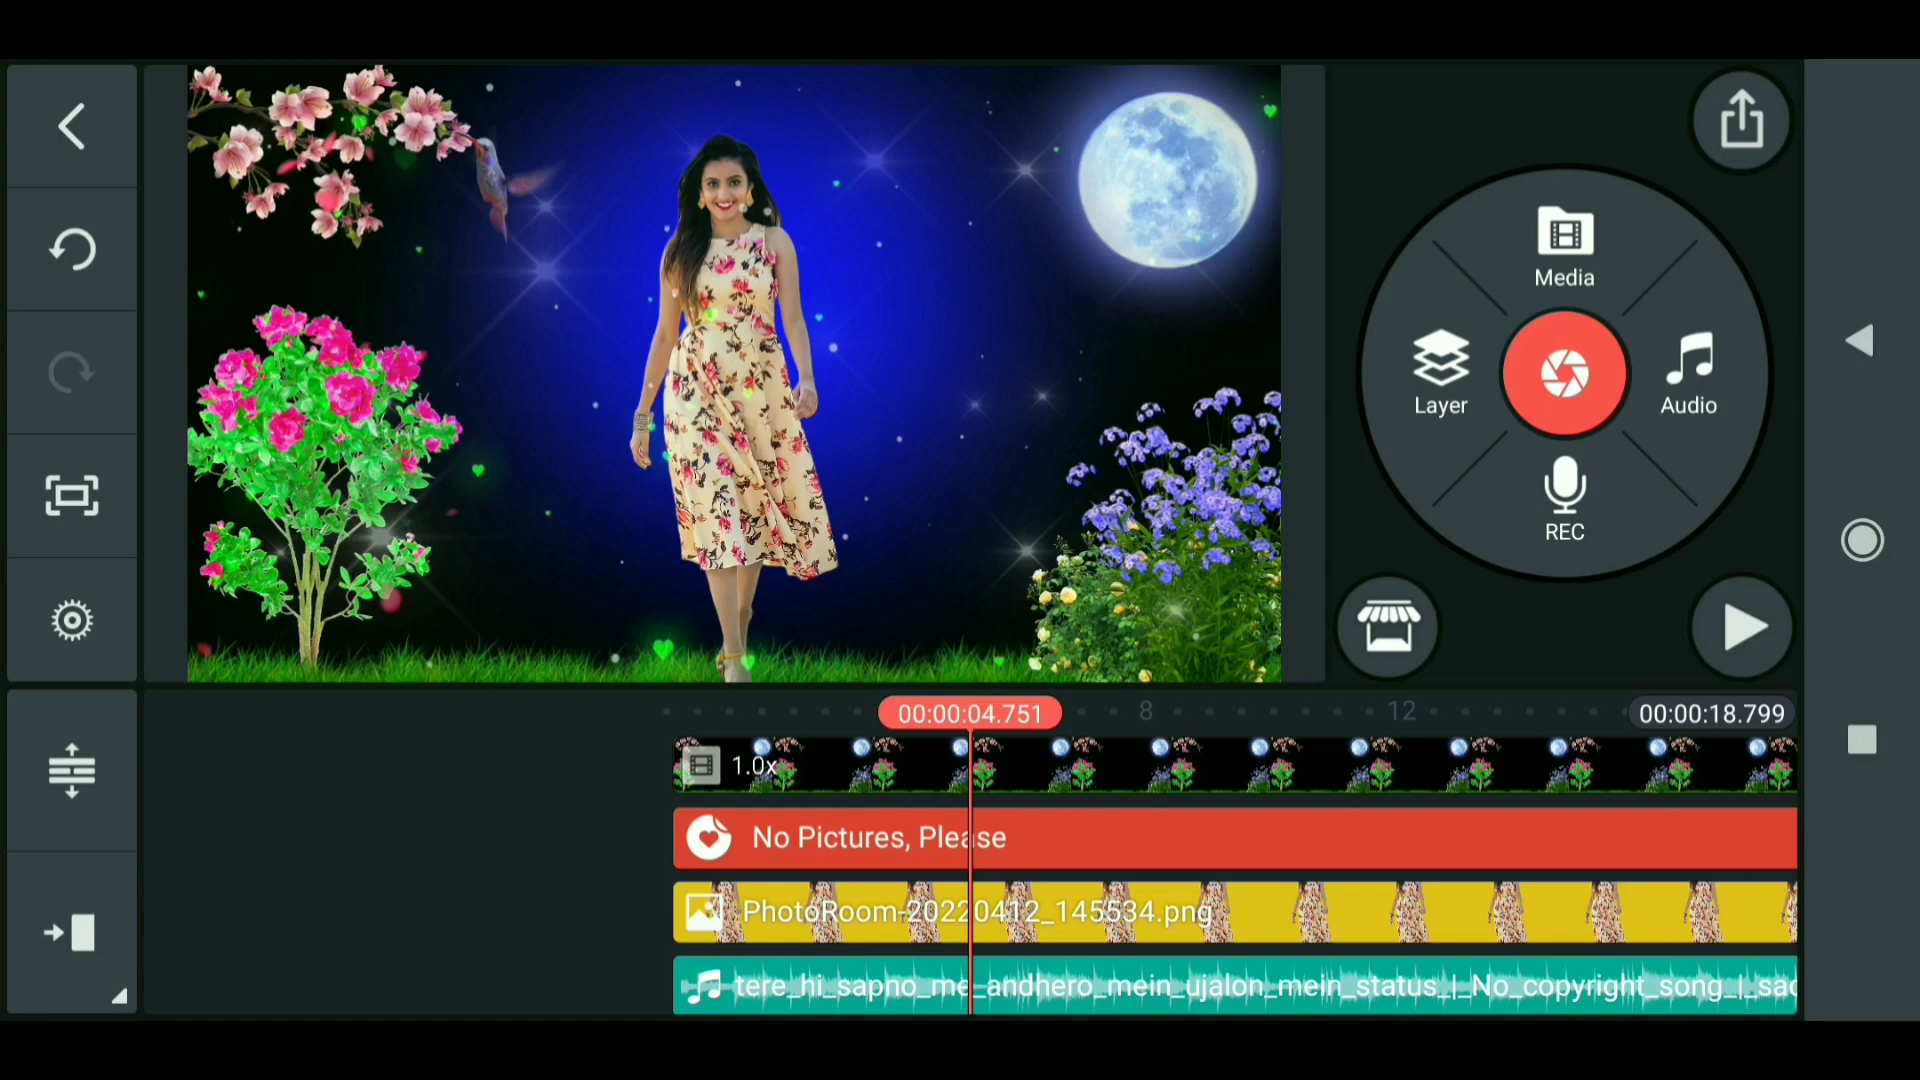 Media
Layer
Audio
REC
00:00:04.751
8
12
00:00:18.799
1.0x
No Pictures, Please
PhotoRoom-20220412_145534.png
tere_hi_sapno_me_andhero_mein_ujalon_mein_status_|_No_copyright_song_|_sad